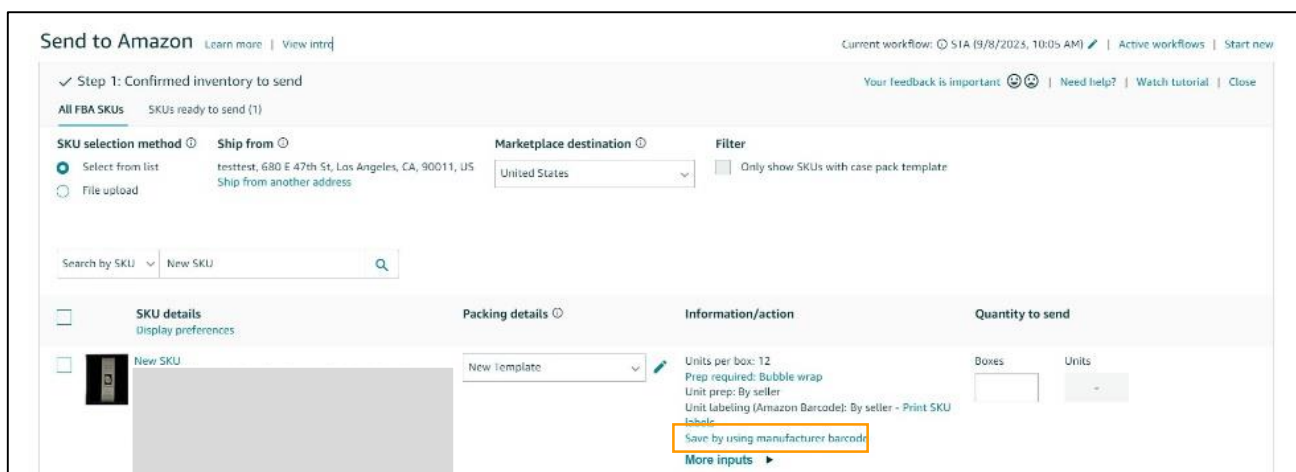 Send to Amazon Learn more | View intro
Current workflow: STA (9/8/2023, 10:05 AM) | Active workflows | Start new
Step 1: Confirmed inventory to send
Your feedback is important | Need help? | Watch tutorial | Close
All FBA SKUs SKUs ready to send (1)
SKU selection method Ship from Marketplace destination Filter
Select from list testtest, 680 E 47th St, Los Angeles, CA, 90011, US United States Only show SKUs with case pack template
File upload Ship from another address
Search by SKU New SKU
SKU details Packing details Information/action Quantity to send
Display preferences
New SKU New Template Units per box: 12 Boxes Units
Prep required: Bubble wrap
Unit prep: By seller
Unit labeling (Amazon Barcode): By seller - Print SKU
labels
Save by using manufacturer barcode
More inputs